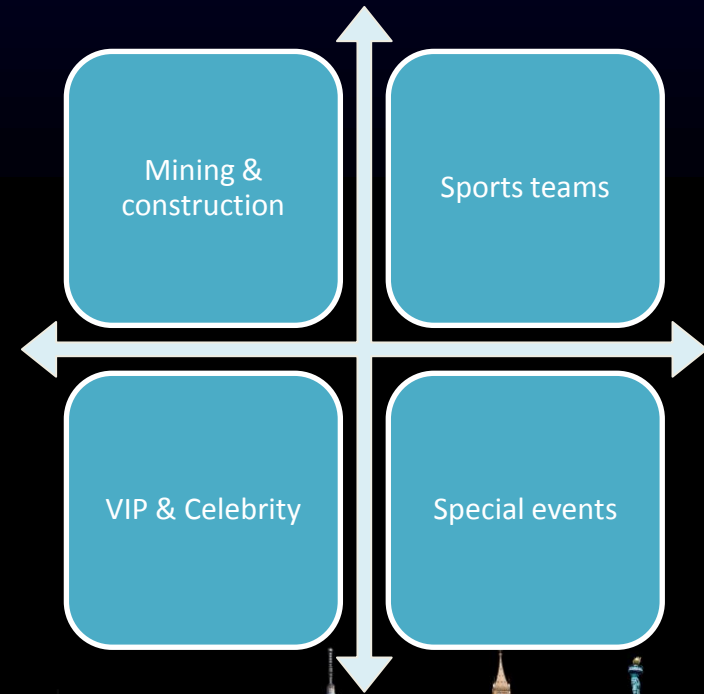 Mining &
construction
Sports teams
VIP & Celebrity
Special events